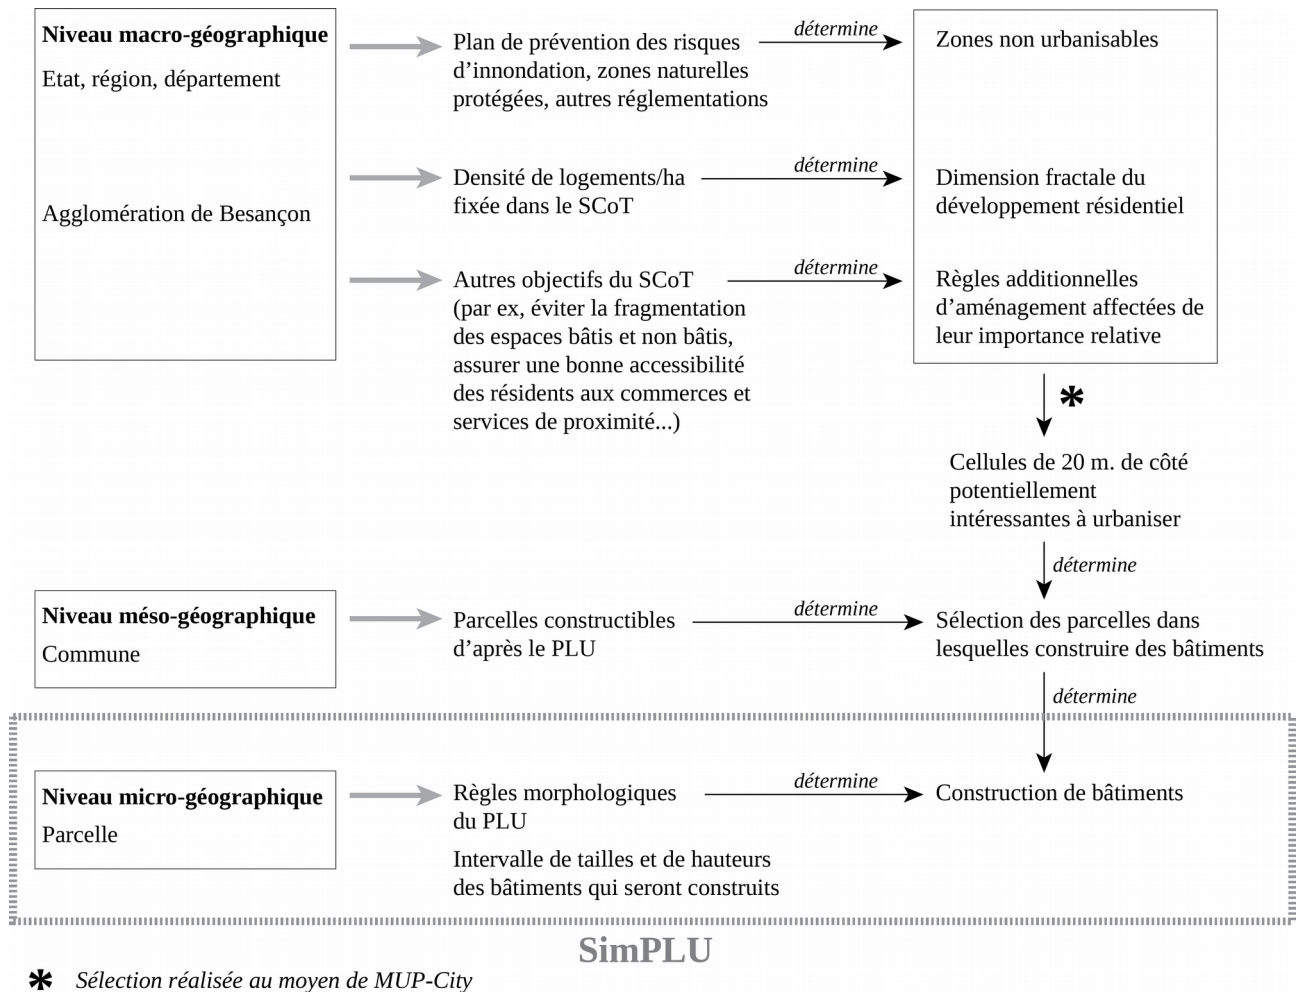 Niveau macro-géographique
Etat, région, département
Agglomération de Besançon
Plan de prévention des risques
d’innondation, zones naturelles
protégées, autres réglementations
détermine
Zones non urbanisables
Densité de logements/ha
fixée dans le SCoT
détermine
Dimension fractale du
développement résidentiel
Autres objectifs du SCoT
(par ex, éviter la fragmentation
des espaces bâtis et non bâtis,
assurer une bonne accessibilité
des résidents aux commerces et
services de proximité...)
détermine
Règles additionnelles
d’aménagement affectées de
leur importance relative
*
Cellules de 20 m. de côté
potentiellement
intéressantes à urbaniser
détermine
Niveau méso-géographique
Commune
Parcelles constructibles
d’après le PLU
détermine
Sélection des parcelles dans
lesquelles construire des bâtiments
détermine
Niveau micro-géographique
Parcelle
Règles morphologiques
du PLU
Intervalle de tailles et de hauteurs
des bâtiments qui seront construits
détermine
Construction de bâtiments
SimPLU
* Sélection réalisée au moyen de MUP-City